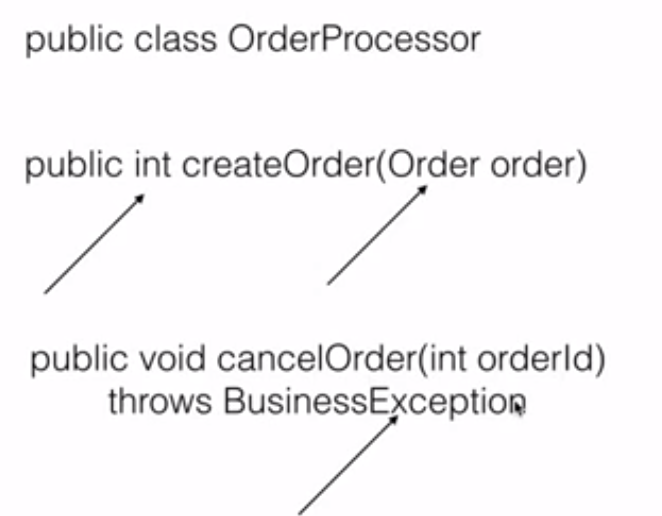 public class OrderProcessor
public int createOrder(Order order)
public void cancelOrder(int orderId)
throws BusinessException